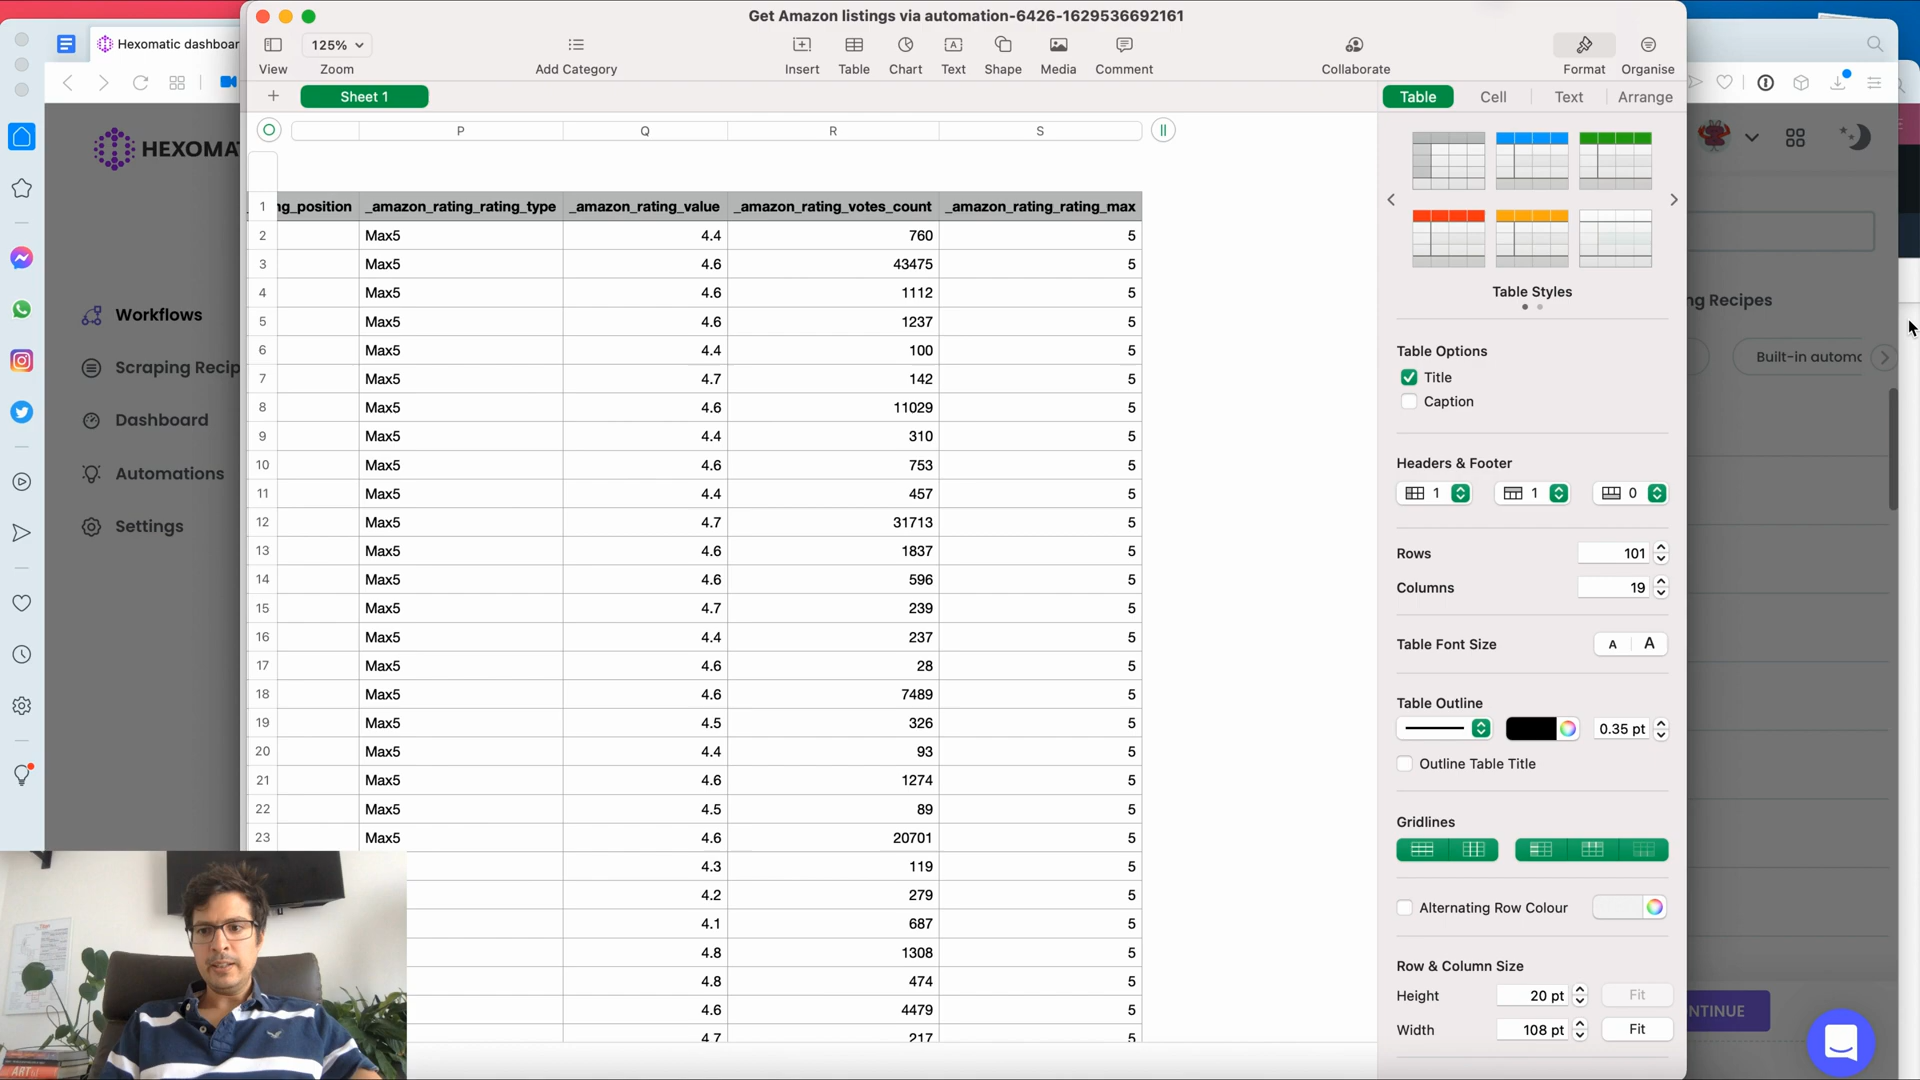 Get Amazon listings via automation-6426-1629536692161
Hexomatic dashboar
125%
View
Zoom
Add Category
Insert
Table
Chart
Text
Shape
Media
Comment
Collaborate
Format
Organise
Sheet 1
Table
Cell
Text
Arrange
HEXOMA
P
Q
R
S
1 ng_position _amazon_rating_rating_type _amazon_rating_value _amazon_rating_votes_count _amazon_rating_rating_max
2 Max5 4.4 760 5
3 Max5 4.6 43475 5
4 Max5 4.6 1112 5
5 Max5 4.6 1237 5
6 Max5 4.4 100 5
7 Max5 4.7 142 5
8 Max5 4.6 11029 5
9 Max5 4.4 310 5
10 Max5 4.6 753 5
11 Max5 4.4 457 5
12 Max5 4.7 31713 5
13 Max5 4.6 1837 5
14 Max5 4.6 596 5
15 Max5 4.7 239 5
16 Max5 4.4 237 5
17 Max5 4.6 28 5
18 Max5 4.6 7489 5
19 Max5 4.5 326 5
20 Max5 4.4 93 5
21 Max5 4.6 1274 5
22 Max5 4.5 89 5
23 Max5 4.6 20701 5
4.3 119 5
4.2 279 5
4.1 687 5
4.8 1308 5
4.8 474 5
4.6 4479 5
4.7 217 5
Workflows
Scraping Recip
Dashboard
Automations
Settings
Table Styles
Table Options
Title
Caption
Headers & Footer
1
1
0
Rows 101
Columns 19
Table Font Size A A
Table Outline
0.35 pt
Outline Table Title
Gridlines
Alternating Row Colour
Row & Column Size
Height 20 pt Fit
Width 108 pt Fit
ng Recipes
Built-in automa
NTINUE